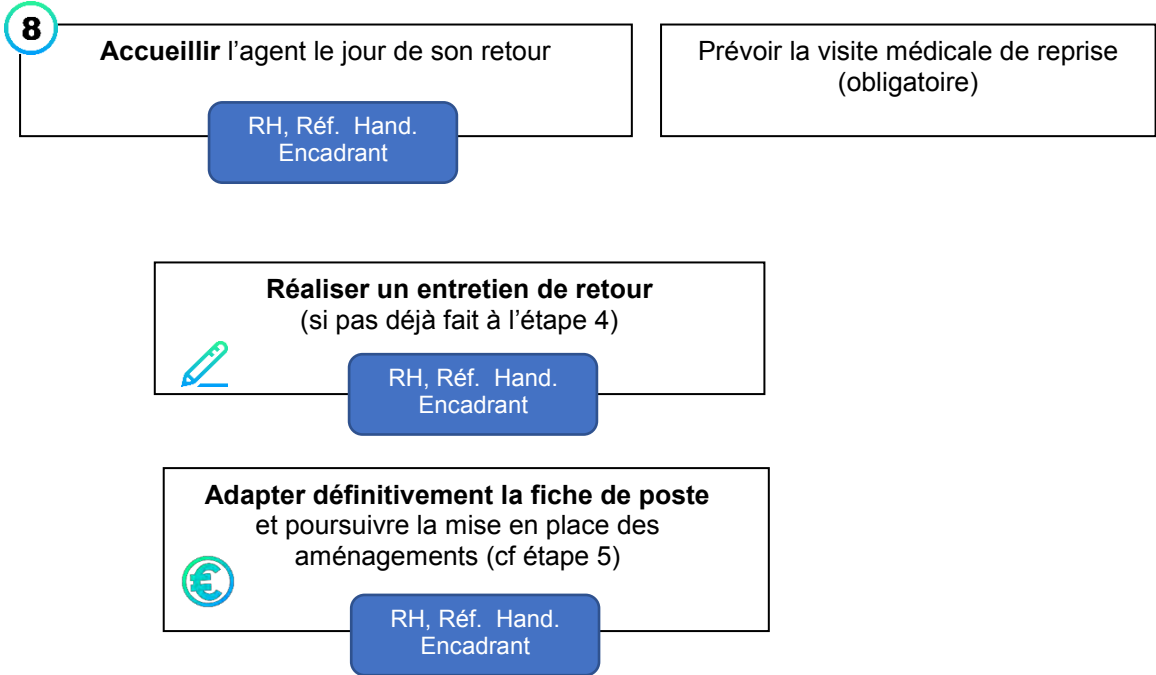 8
Accueillir l’agent le jour de son retour
RH, Réf. Hand.
Encadrant
Prévoir la visite médicale de reprise
(obligatoire)
Réaliser un entretien de retour
(si pas déjà fait à l’étape 4)
RH, Réf. Hand.
Encadrant
Adapter définitivement la fiche de poste
et poursuivre la mise en place des
aménagements (cf étape 5)
€
RH, Réf. Hand.
Encadrant